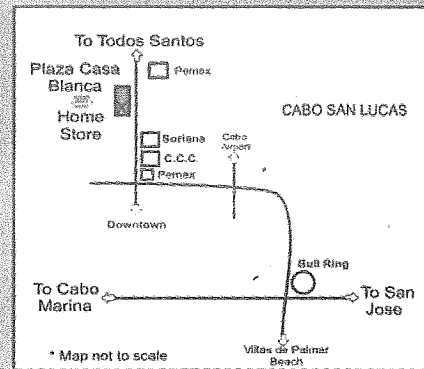 To Todos Santos
Plaza Casa
Blanca
Home
Store
Pemex
CABO SAN LUCAS
Soriana
C.C.C.
Pemex
Cabo
Airport
Downtown
Bull Ring
To Cabo
Marina
To San
Jose
* Map not to scale
Villas de Palmar
Beach